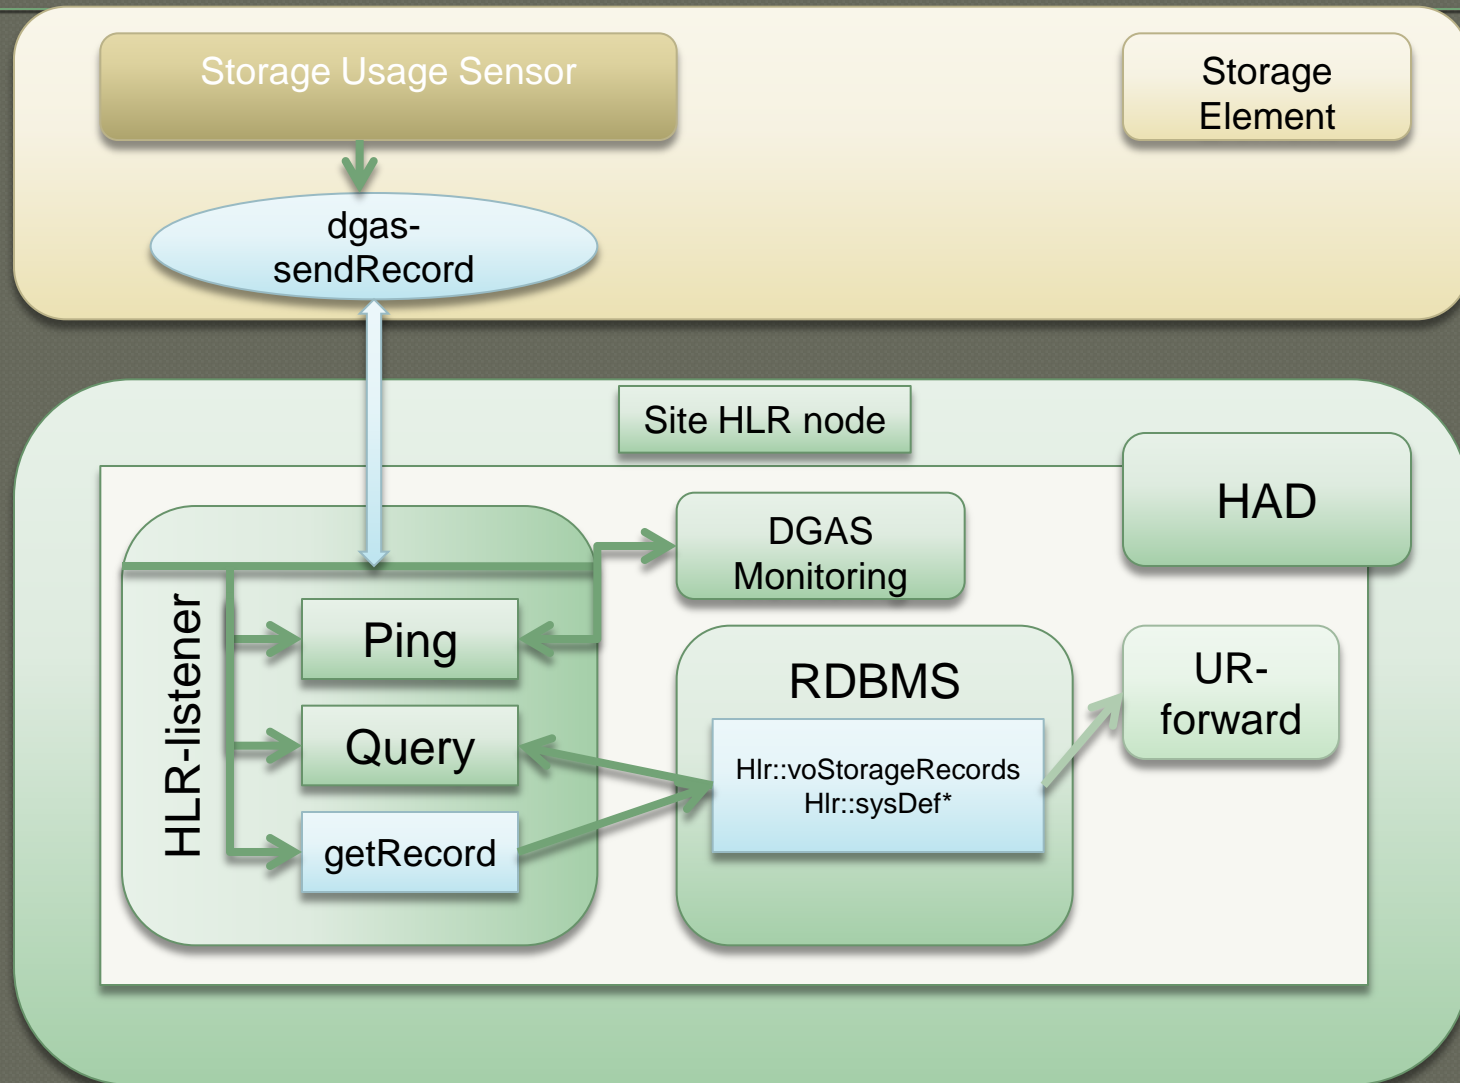 Storage Usage Sensor
Storage
Element
dgas-
sendRecord
Site HLR node
HAD
DGAS
Monitoring
HLR-listener
Ping
Query
getRecord
RDBMS
Hlr::voStorageRecords
Hlr::sysDef*
UR-
forward